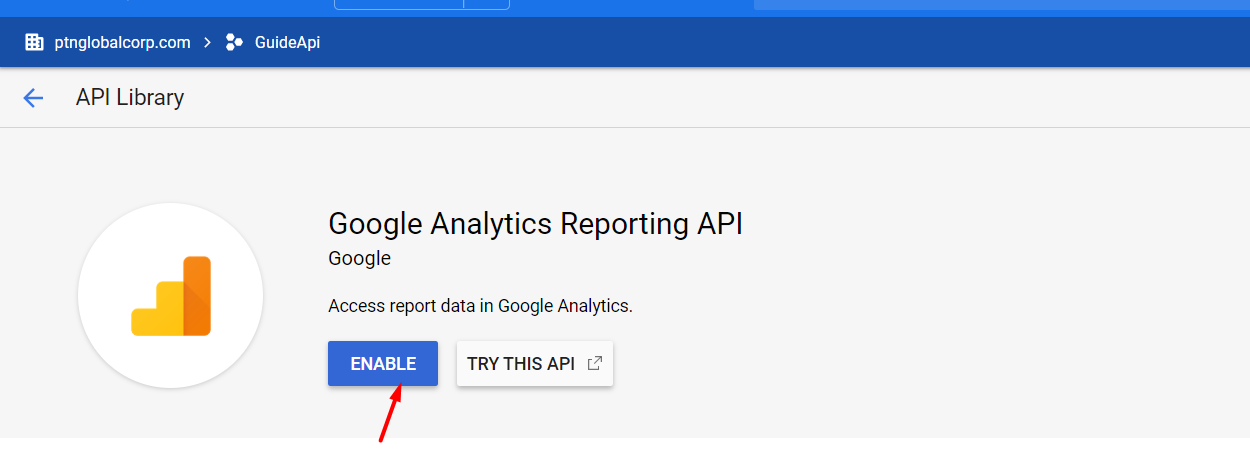 ptnglobalcorp.com > GuideApi
API Library
Google Analytics Reporting API
Google
Access report data in Google Analytics.
ENABLE TRY THIS API